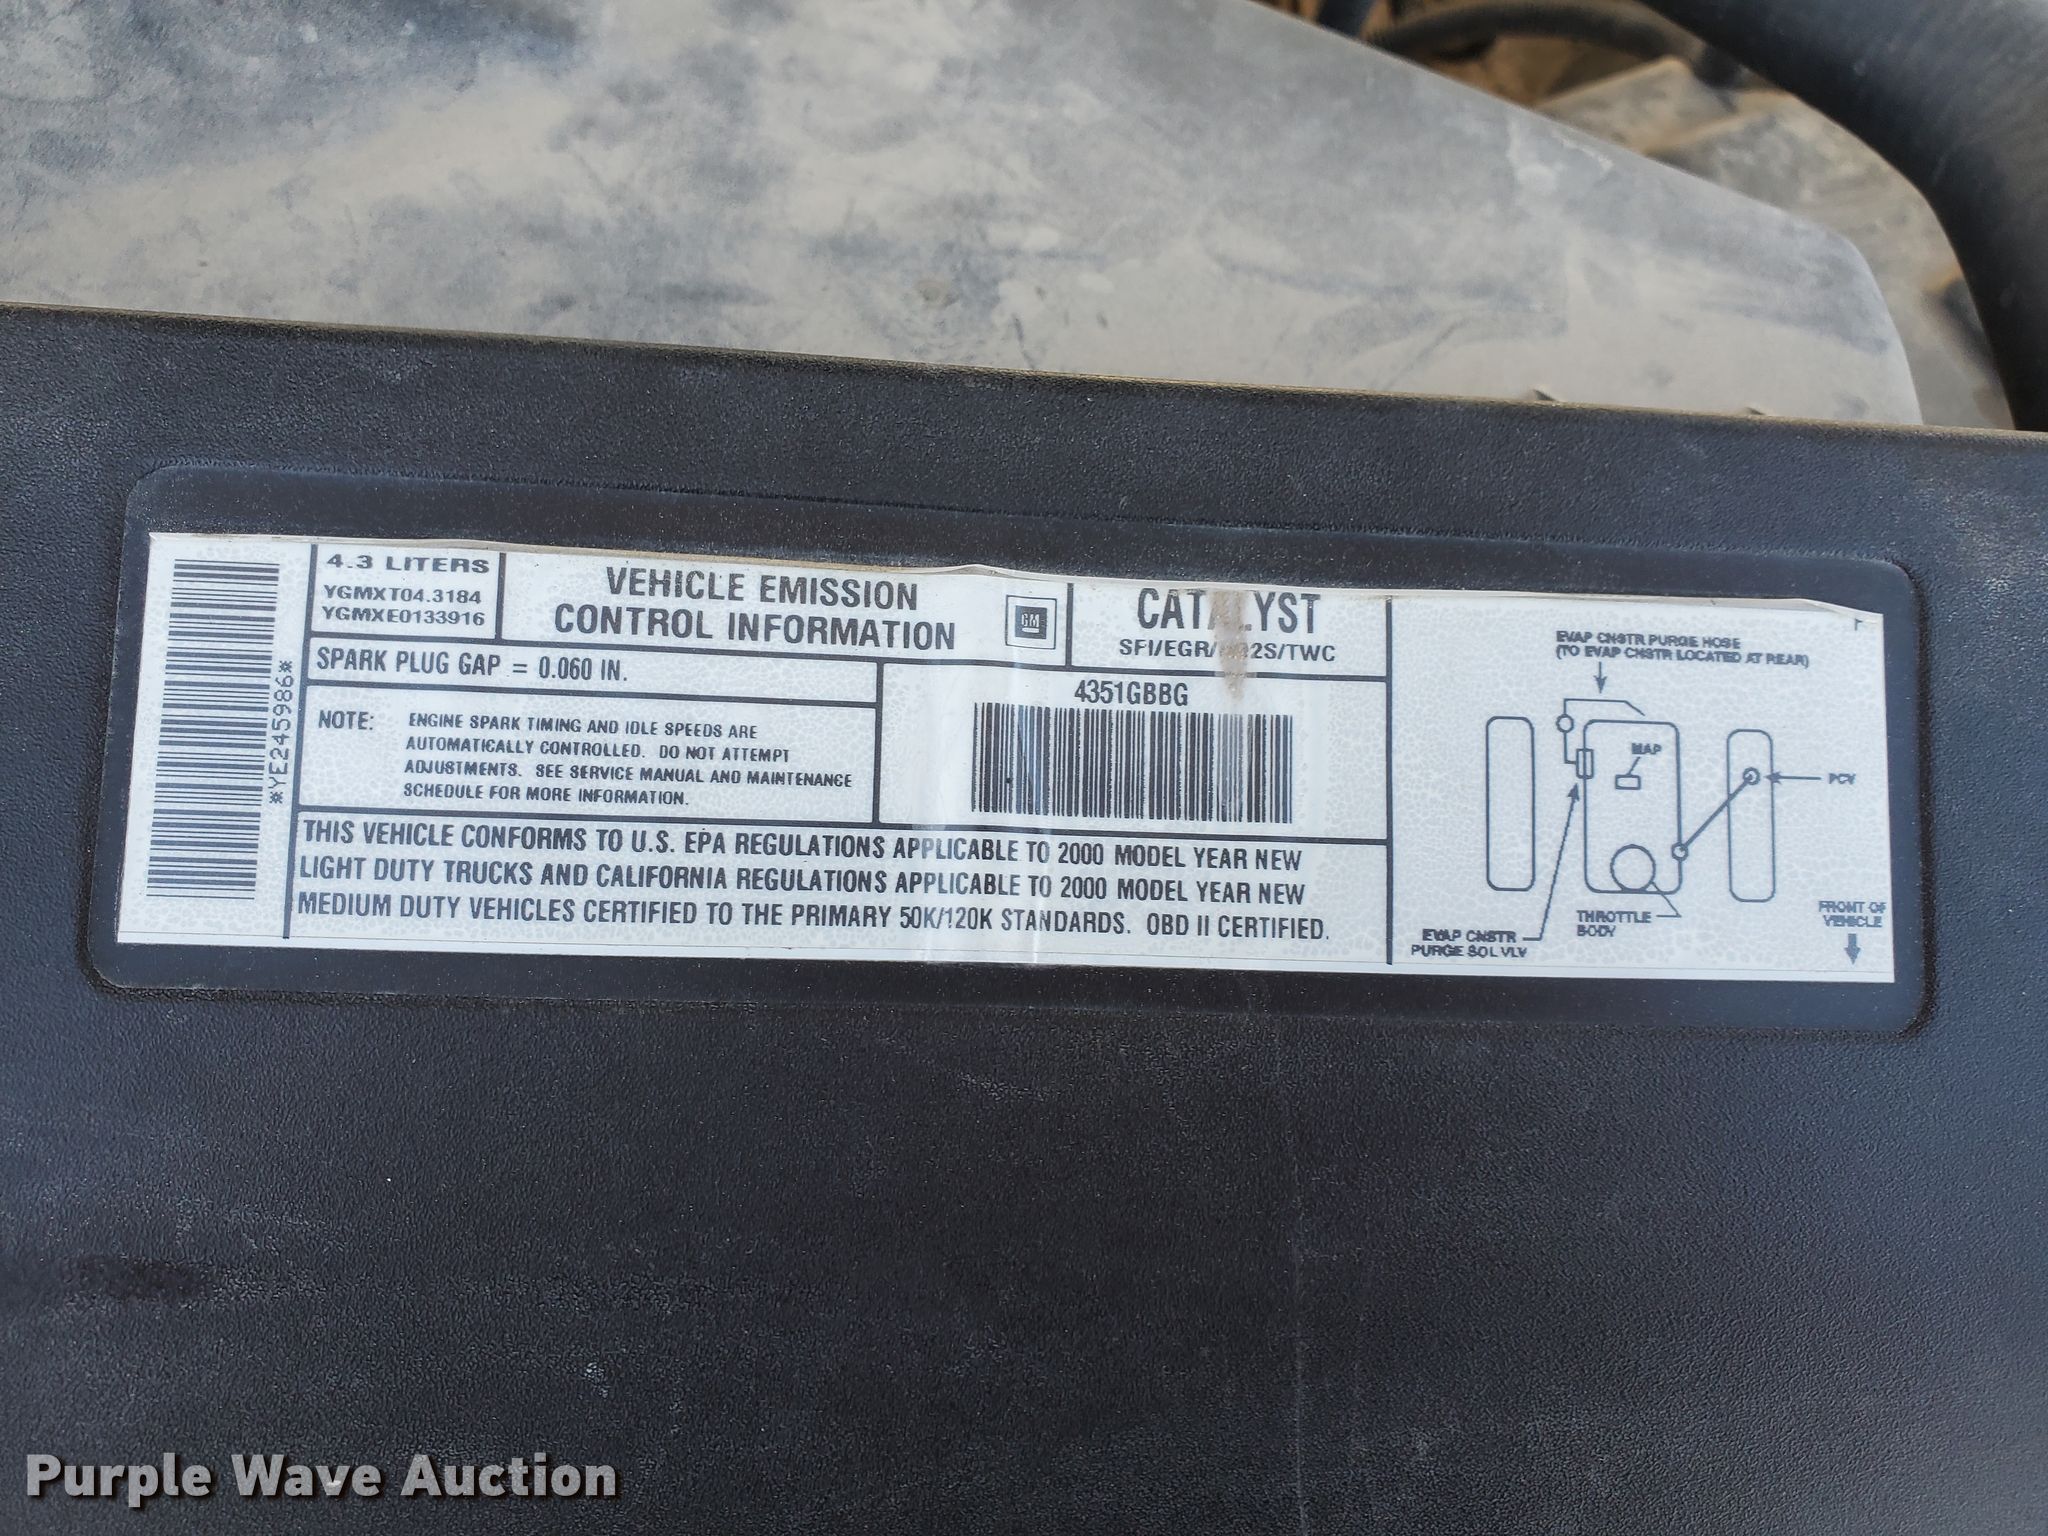 4.3 LITERS
YGMXT04.3184
YGMXE0133916
VEHICLE EMISSION
CONTROL INFORMATION
GM
CATALYST
*YE245986*
SPARK PLUG GAP = 0.060 IN.
NOTE: ENGINE SPARK TIMING AND IDLE SPEEDS ARE
AUTOMATICALLY CONTROLLED. DO NOT ATTEMPT
ADJUSTMENTS. SEE SERVICE MANUAL AND MAINTENANCE
SCHEDULE FOR MORE INFORMATION.
4351GBBG
THIS VEHICLE CONFORMS TO U.S. EPA REGULATIONS APPLICABLE TO 2000 MODEL YEAR NEW
LIGHT DUTY TRUCKS AND CALIFORNIA REGULATIONS APPLICABLE TO 2000 MODEL YEAR NEW
MEDIUM DUTY VEHICLES CERTIFIED TO THE PRIMARY 50K/120K STANDARDS. OBD II CERTIFIED.
EVAP CNSTR PURGE HOSE
(TO EVAP CNSTR LOCATED AT REAR)
MAP
PCV
THROTTLE
BODY
EVAP CNSTR
PURGE SOL VLV
FRONT OF
VEHICLE
Purple Wave Auction